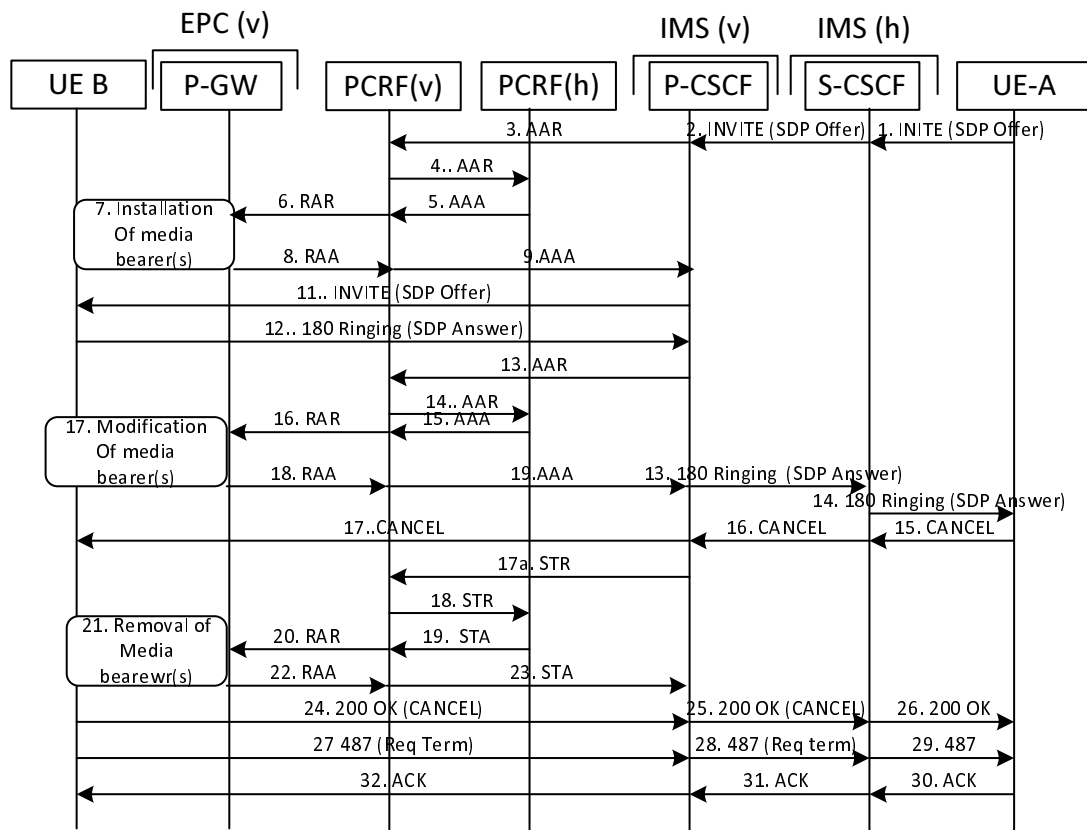 EPC (v)
IMS (v)
IMS (h)
UE B
P-GW
PCRF(v)
PCRF(h)
P-CSCF
S-CSCF
UE-A
3. AAR
2. INVITE (SDP Offer)
1. INITE (SDP Offer)
4.. AAR
6. RAR
5. AAA
7. Installation
Of media
bearer(s)
8. RAA
9.AAA
11.. INVITE (SDP Offer)
12.. 180 Ringing (SDP Answer)
13. AAR
14.. AAR
16. RAR
15. AAA
17. Modification
Of media
bearer(s)
18. RAA
19.AAA
13. 180 Ringing (SDP Answer)
14. 180 Ringing (SDP Answer)
17..CANCEL
16. CANCEL
15. CANCEL
17a. STR
18. STR
21. Removal of
Media
bearewr(s)
20. RAR
19. STA
22. RAA
23. STA
24. 200 OK (CANCEL)
25. 200 OK (CANCEL)
26. 200 OK
27 487 (Req Term)
28. 487 (Req term)
29. 487
32. ACK
31. ACK
30. ACK